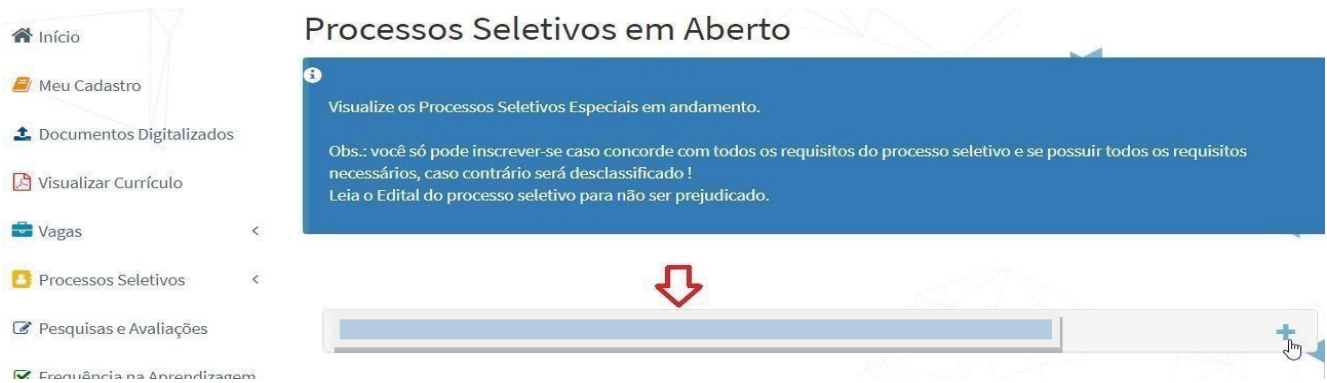 Início
Meu Cadastro
Documentos Digitalizados
Visualizar Currículo
Vagas
Processos Seletivos
Pesquisas e Avaliações
Frequência na Aprendizagem
Processos Seletivos em Aberto
Visualize os Processos Seletivos Especiais em andamento.
Obs.: você só pode inscrever-se caso concorde com todos os requisitos do processo seletivo e se possuir todos os requisitos
necessários, caso contrário será desclassificado !
Leia o Edital do processo seletivo para não ser prejudicado.